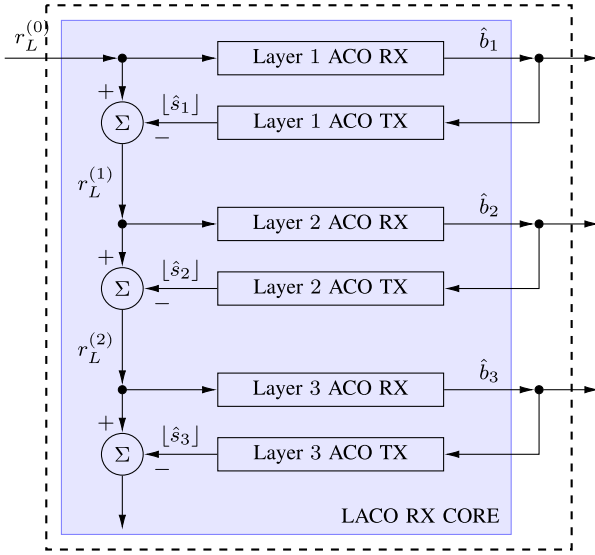 r_L^(0)
Layer 1 ACO RX
b̂_1
+
Σ
⌊ŝ_1⌋
−
Layer 1 ACO TX
r_L^(1)
Layer 2 ACO RX
b̂_2
+
Σ
⌊ŝ_2⌋
−
Layer 2 ACO TX
r_L^(2)
Layer 3 ACO RX
b̂_3
+
Σ
⌊ŝ_3⌋
−
Layer 3 ACO TX
LACO RX CORE